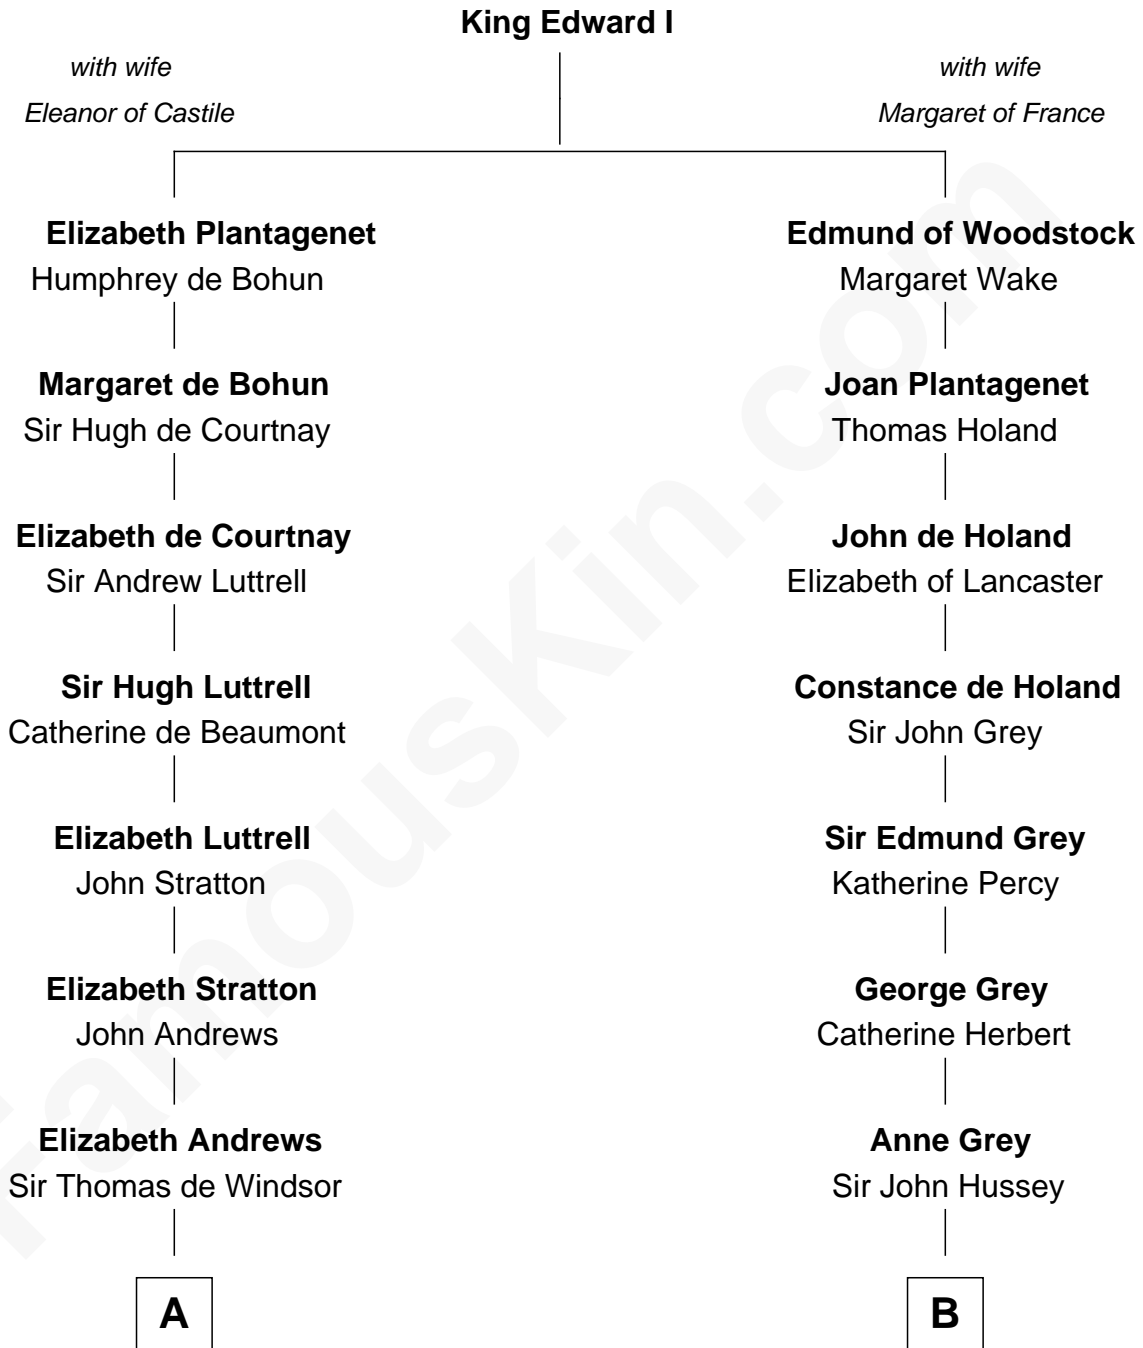 King Edward I
with wife
Eleanor of Castile
with wife
Margaret of France
Elizabeth Plantagenet
Humphrey de Bohun
Edmund of Woodstock
Margaret Wake
Margaret de Bohun
Sir Hugh de Courtnay
Joan Plantagenet
Thomas Holand
Elizabeth de Courtnay
Sir Andrew Luttrell
John de Holand
Elizabeth of Lancaster
Sir Hugh Luttrell
Catherine de Beaumont
Constance de Holand
Sir John Grey
Elizabeth Luttrell
John Stratton
Sir Edmund Grey
Katherine Percy
Elizabeth Stratton
John Andrews
George Grey
Catherine Herbert
Elizabeth Andrews
Sir Thomas de Windsor
Anne Grey
Sir John Hussey
A
B
FamousKin.com